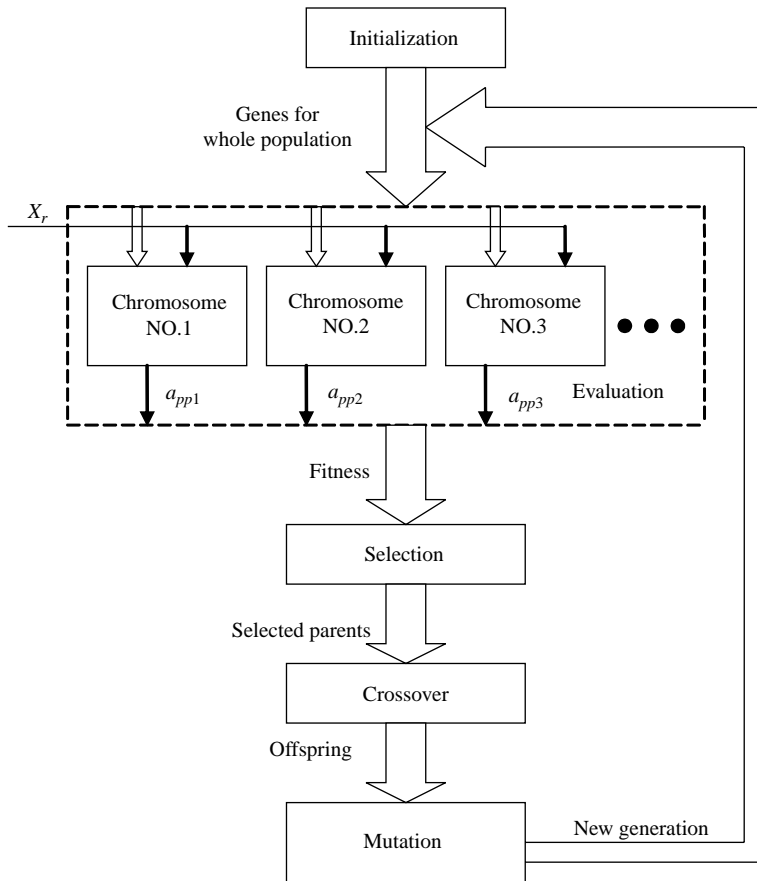 Initialization
Genes for
whole population
X_r
Chromosome
NO.1
Chromosome
NO.2
Chromosome
NO.3
a_pp1
a_pp2
a_pp3
Evaluation
Fitness
Selection
Selected parents
Crossover
Offspring
Mutation
New generation